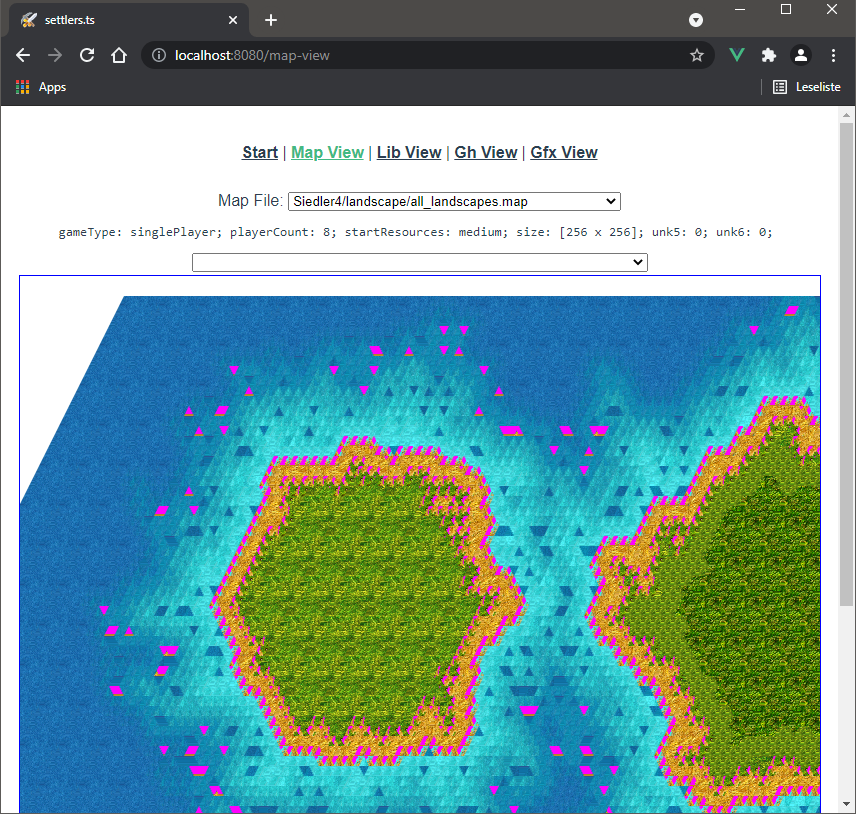 settlers.ts
localhost:8080/map-view
Apps
Leseliste
Start | Map View | Lib View | Gh View | Gfx View
Map File: Siedler4/landscape/all_landscapes.map
gameType: singlePlayer; playerCount: 8; startResources: medium; size: [256 x 256]; unk5: 0; unk6: 0;